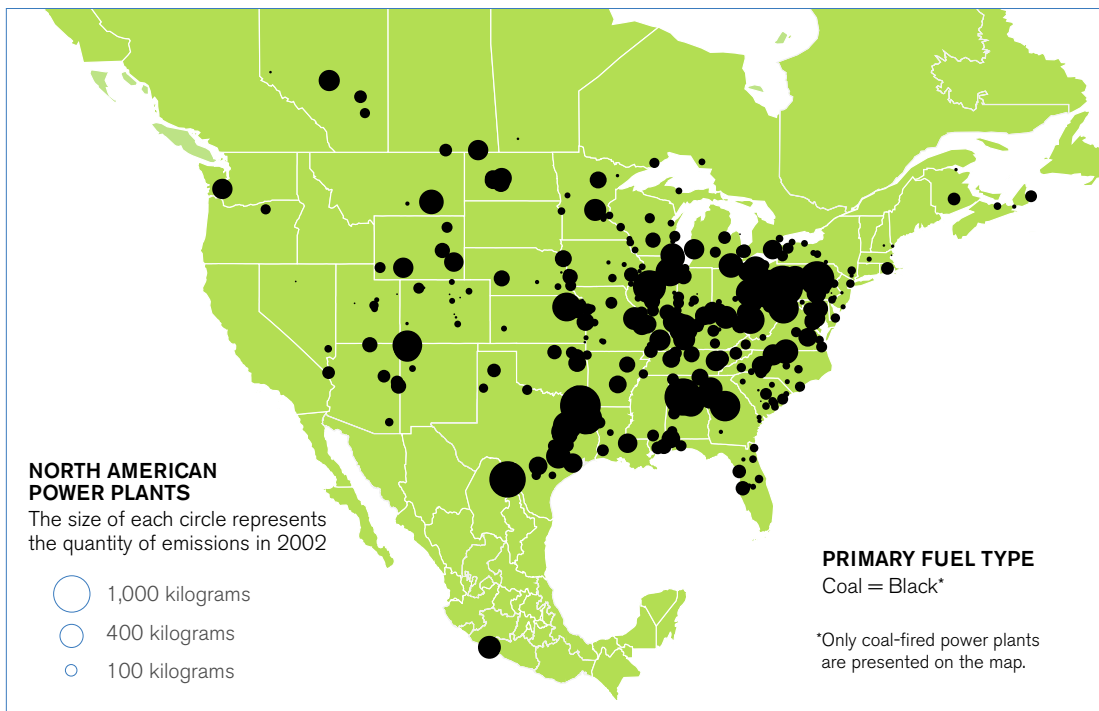 NORTH AMERICAN
POWER PLANTS
The size of each circle represents
the quantity of emissions in 2002
1,000 kilograms
400 kilograms
100 kilograms
PRIMARY FUEL TYPE
Coal = Black*
*Only coal-fired power plants
are presented on the map.